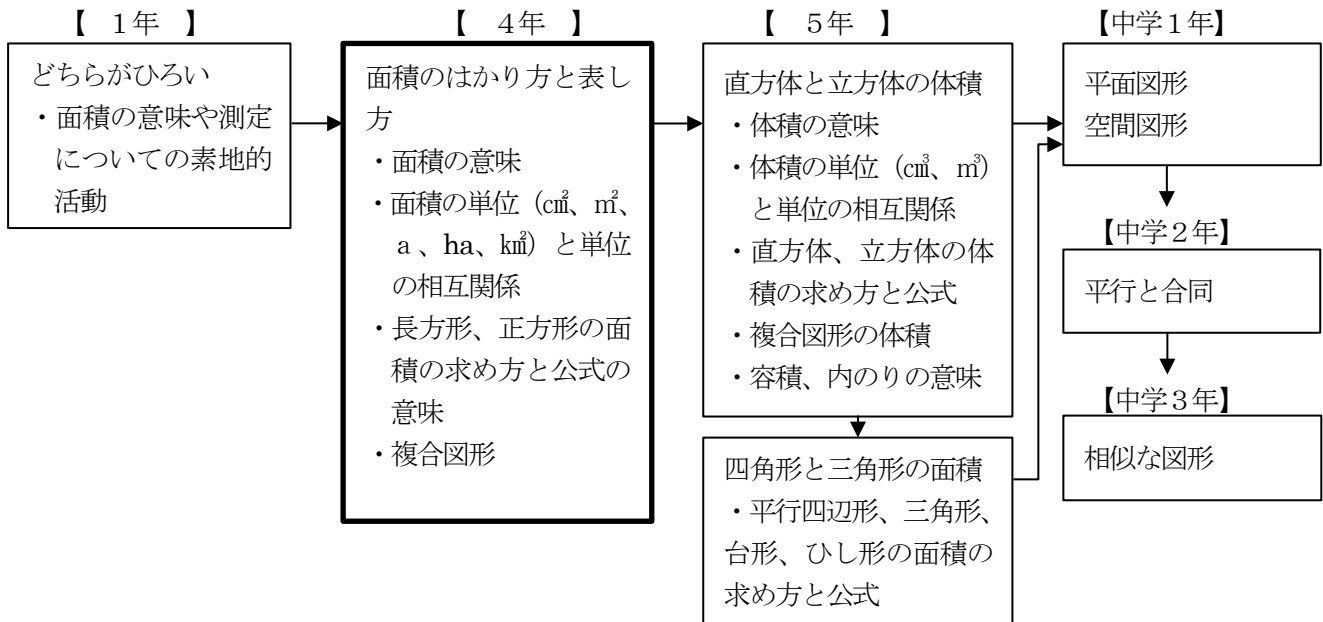 【　１年　】
どちらがひろい
・面積の意味や測定
についての素地的
活動
【　４年　】
面積のはかり方と表し
方
・面積の意味
・面積の単位（㎠、㎡、
ａ、ha、㎢）と単位
の相互関係
・長方形、正方形の面
積の求め方と公式の
意味
・複合図形
【　５年　】
直方体と立方体の体積
・体積の意味
・体積の単位（㎤、㎥）
と単位の相互関係
・直方体、立方体の体
積の求め方と公式
・複合図形の体積
・容積、内のりの意味
四角形と三角形の面積
・平行四辺形、三角形、
台形、ひし形の面積の
求め方と公式
【中学１年】
平面図形
空間図形
【中学２年】
平行と合同
【中学３年】
相似な図形